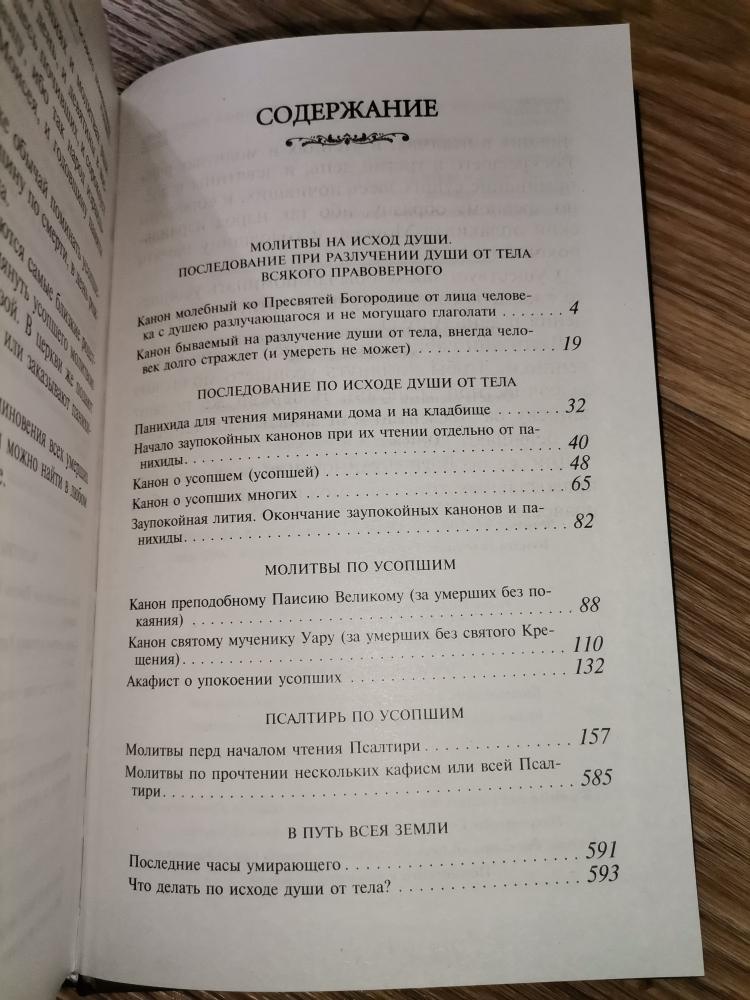 СОДЕРЖАНИЕ
МОЛИТВЫ НА ИСХОД ДУШИ.
ПОСЛЕДОВАНИЕ ПРИ РАЗЛУЧЕНИИ ДУШИ ОТ ТЕЛА
ВСЯКОГО ПРАВОВЕРНОГО
Канон молебный ко Пресвятей Богородице от лица челове-
ка с душею разлучающагося и не могущаго глаголати . . . . . . . 4
Канон бываемый на разлучение души от тела, внегда чело-
век долго страждет (и умереть не может) . . . . . . . . . . . . . . 19
ПОСЛЕДОВАНИЕ ПО ИСХОДЕ ДУШИ ОТ ТЕЛА
Панихида для чтения мирянами дома и на кладбище . . . . . . . 32
Начало заупокойных канонов при их чтении отдельно от па-
нихиды. . . . . . . . . . . . . . . . . . . . . . . . . . . . . . . . 40
Канон о усопшем (усопшей) . . . . . . . . . . . . . . . . . . . . . 48
Канон о усопших многих . . . . . . . . . . . . . . . . . . . . . . 65
Заупокойная лития. Окончание заупокойных канонов и па-
нихиды. . . . . . . . . . . . . . . . . . . . . . . . . . . . . . . . 82
МОЛИТВЫ ПО УСОПШИМ
Канон преподобному Паисию Великому (за умерших без по-
каяния) . . . . . . . . . . . . . . . . . . . . . . . . . . . . . . . 88
Канон святому мученику Уару (за умерших без святого Кре-
щения). . . . . . . . . . . . . . . . . . . . . . . . . . . . . . . . 110
Акафист о упокоении усопших . . . . . . . . . . . . . . . . . . . 132
ПСАЛТИРЬ ПО УСОПШИМ
Молитвы перд началом чтения Псалтири . . . . . . . . . . . . . 157
Молитвы по прочтении нескольких кафисм или всей Псал-
тири. . . . . . . . . . . . . . . . . . . . . . . . . . . . . . . . . 585
В ПУТЬ ВСЕЯ ЗЕМЛИ
Последние часы умирающего . . . . . . . . . . . . . . . . . . . . 591
Что делать по исходе души от тела? . . . . . . . . . . . . . . . . 593